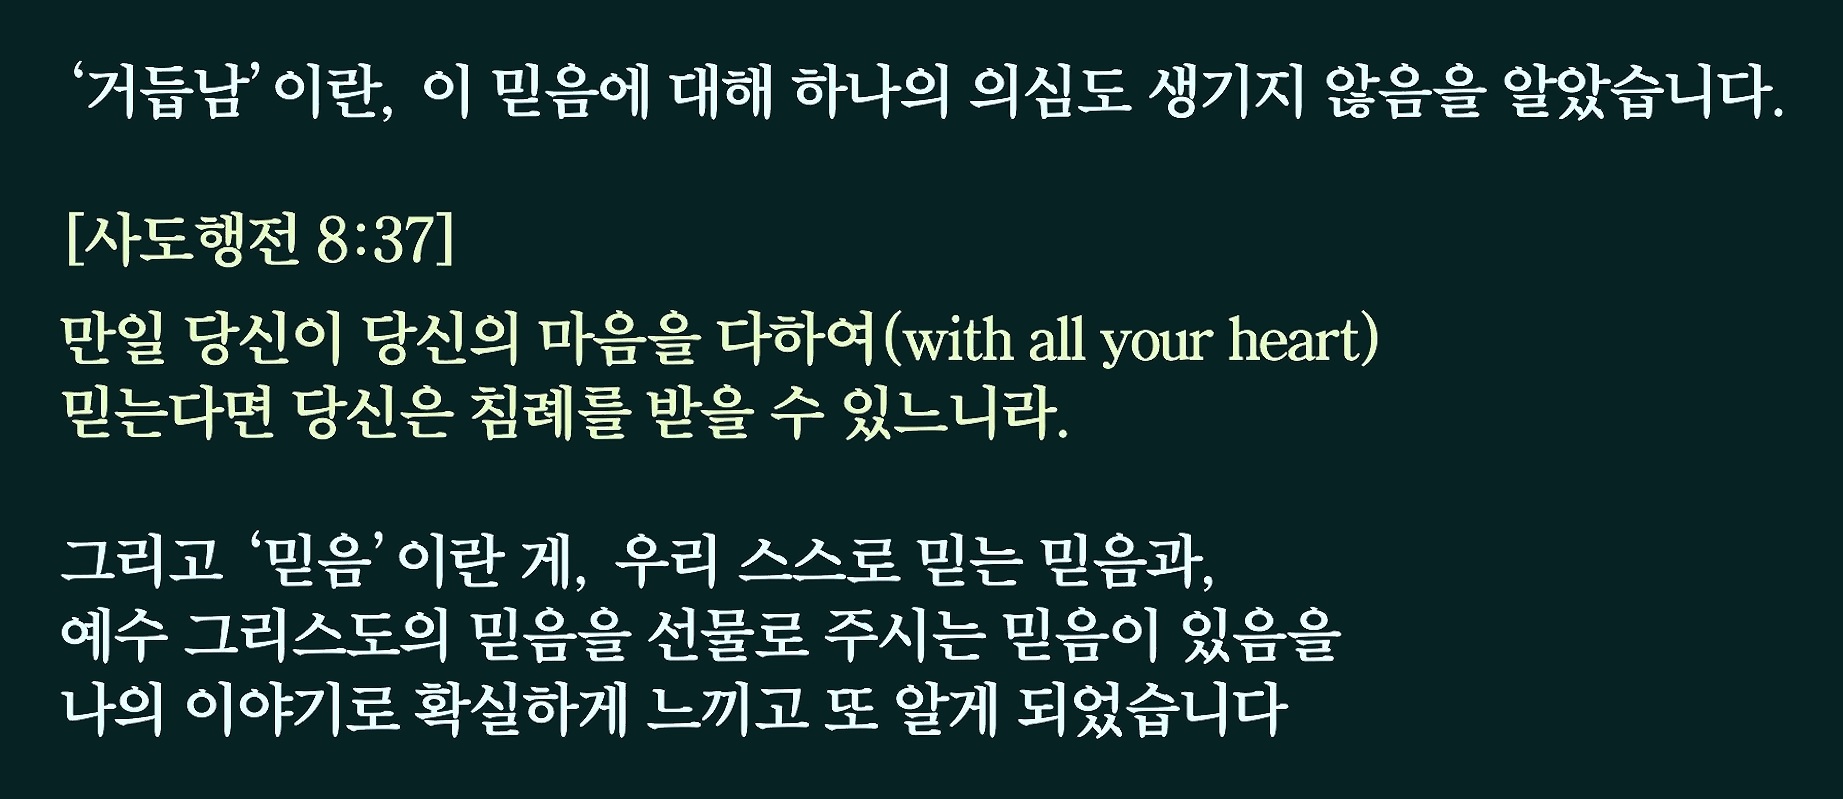 ‘거듭남’이란, 이 믿음에 대해 하나의 의심도 생기지 않음을 알았습니다.
[사도행전 8:37]
만일 당신이 당신의 마음을 다하여(with all your heart)
믿는다면 당신은 침례를 받을 수 있느니라.
그리고 ‘믿음’이란 게, 우리 스스로 믿는 믿음과,
예수 그리스도의 믿음을 선물로 주시는 믿음이 있음을
나의 이야기로 확실하게 느끼고 또 알게 되었습니다